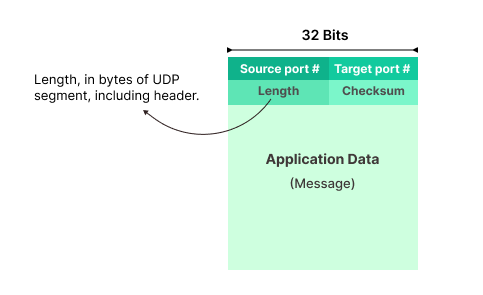 32 Bits
Source port # Target port #
Length, in bytes of UDP
segment, including header.
Length Checksum
Application Data
(Message)